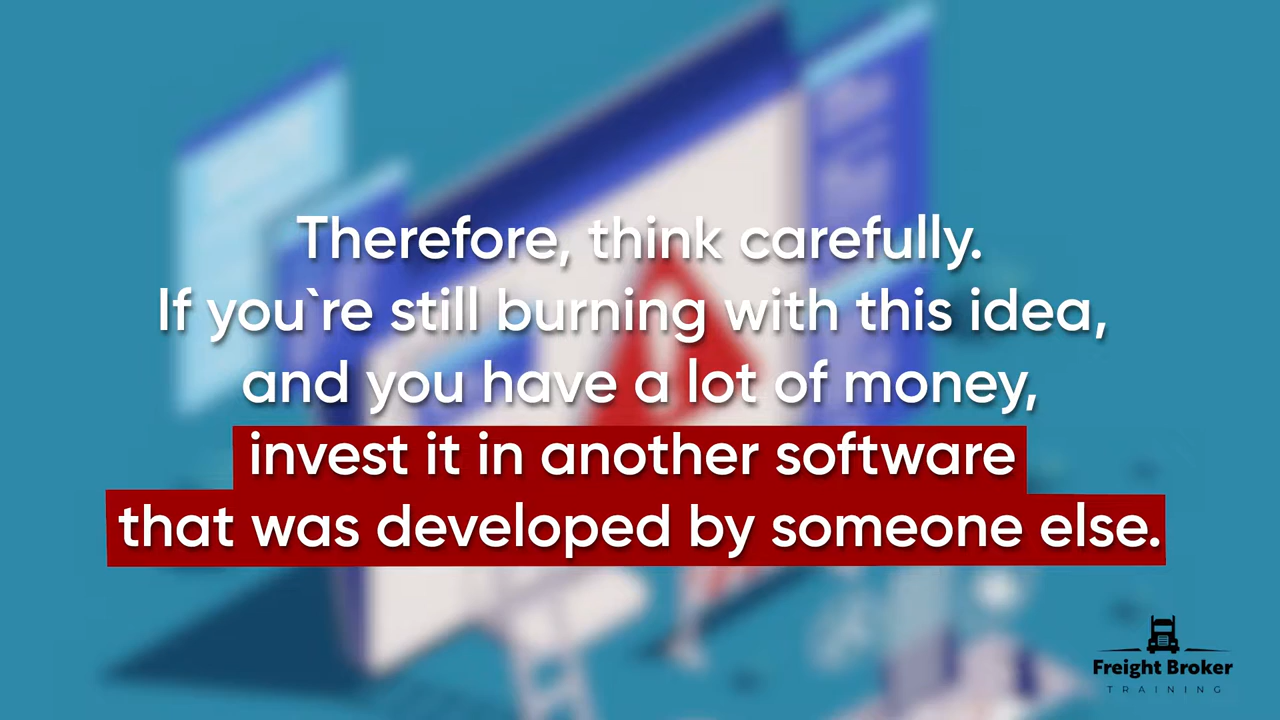 Therefore, think carefully.
If you`re still burning with this idea,
and you have a lot of money,
invest it in another software
that was developed by someone else.
Freight Broker
TRAINING